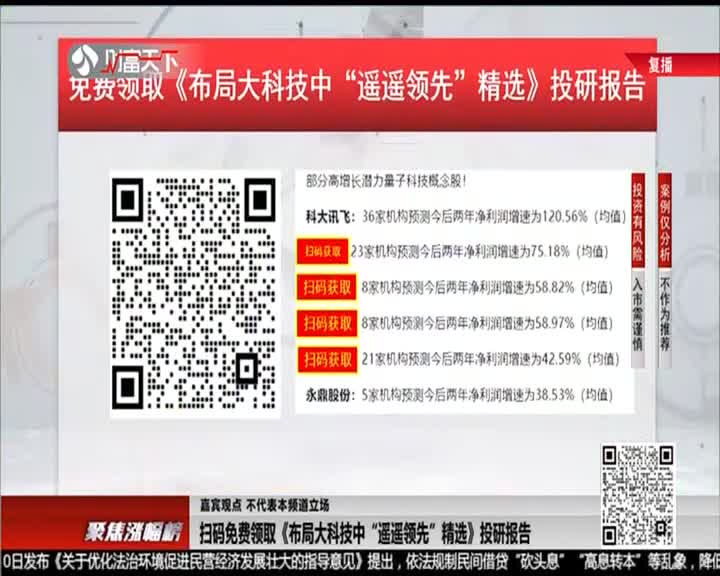 财富天下
复播
免费领取《布局大科技中“遥遥领先”精选》投研报告
部分高增长潜力量子科技概念股！
科大讯飞：36家机构预测今后两年净利润增速为120.56%（均值）
扫码获取 23家机构预测今后两年净利润增速为75.18%（均值）
扫码获取 8家机构预测今后两年净利润增速为58.82%（均值）
扫码获取 8家机构预测今后两年净利润增速为58.97%（均值）
扫码获取 21家机构预测今后两年净利润增速为42.59%（均值）
永鼎股份：5家机构预测今后两年净利润增速为38.53%（均值）
投资有风险
入市需谨慎
案例仅分析
不作为推荐
嘉宾观点 不代表本频道立场
聚焦涨幅榜
扫码免费领取《布局大科技中“遥遥领先”精选》投研报告
0日发布《关于优化法治环境促进民营经济发展壮大的指导意见》提出，依法规制民间借贷“砍头息”“高息转本”等乱象，降低